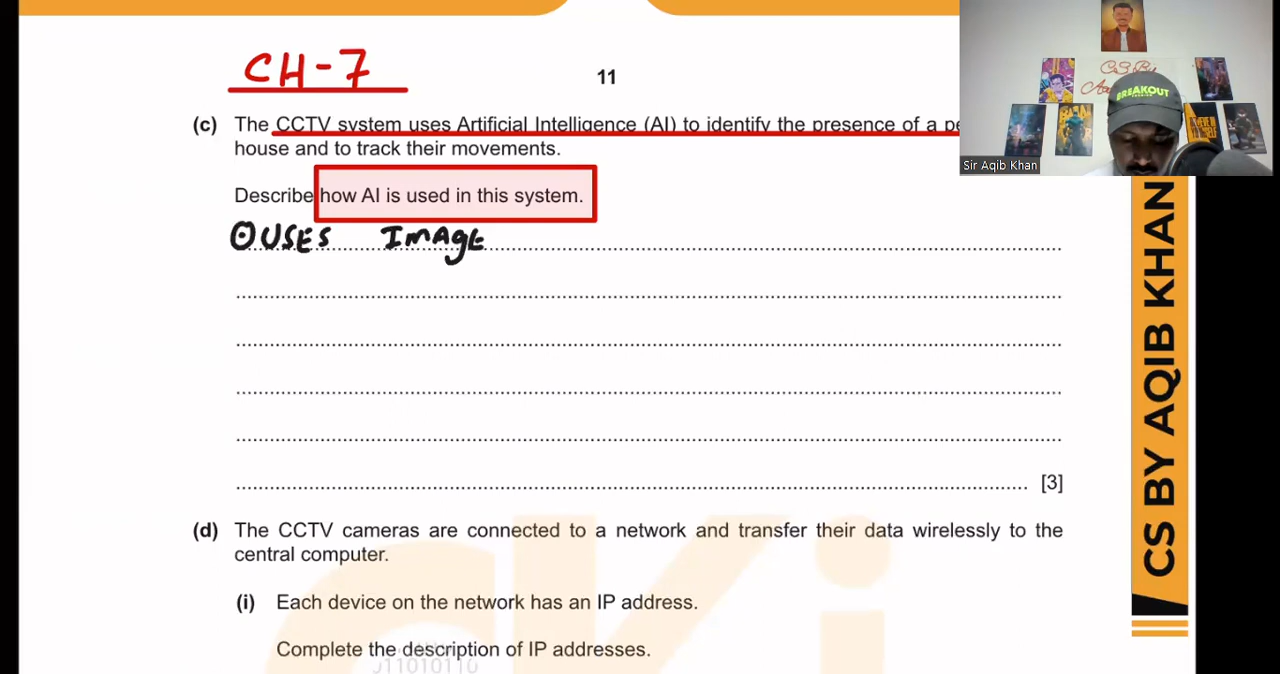 CH-7
11
(c) The CCTV system uses Artificial Intelligence (AI) to identify the presence of a
house and to track their movements.
Describe how AI is used in this system.
USES IMAGE
[3]
(d) The CCTV cameras are connected to a network and transfer their data wirelessly to the
central computer.
(i) Each device on the network has an IP address.
Complete the description of IP addresses.
CS BY AQIB KHAN
Sir Aqib Khan
BREAKOUT
CS By